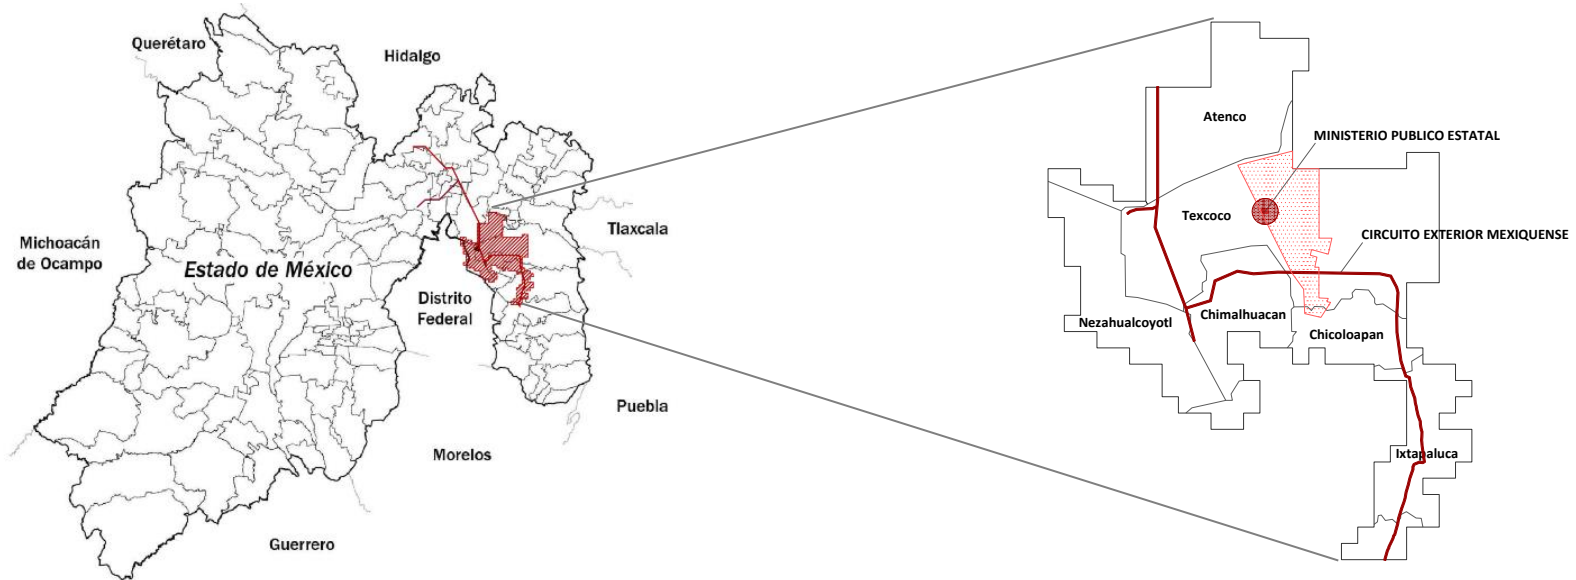 Querétaro
Hidalgo
Tlaxcala
Michoacán
de Ocampo
Estado de México
Distrito
Federal
Puebla
Morelos
Guerrero
Atenco
MINISTERIO PUBLICO ESTATAL
Texcoco
CIRCUITO EXTERIOR MEXIQUENSE
Nezahualcoyotl
Chimalhuacan
Chicoloapan
Ixtapaluca